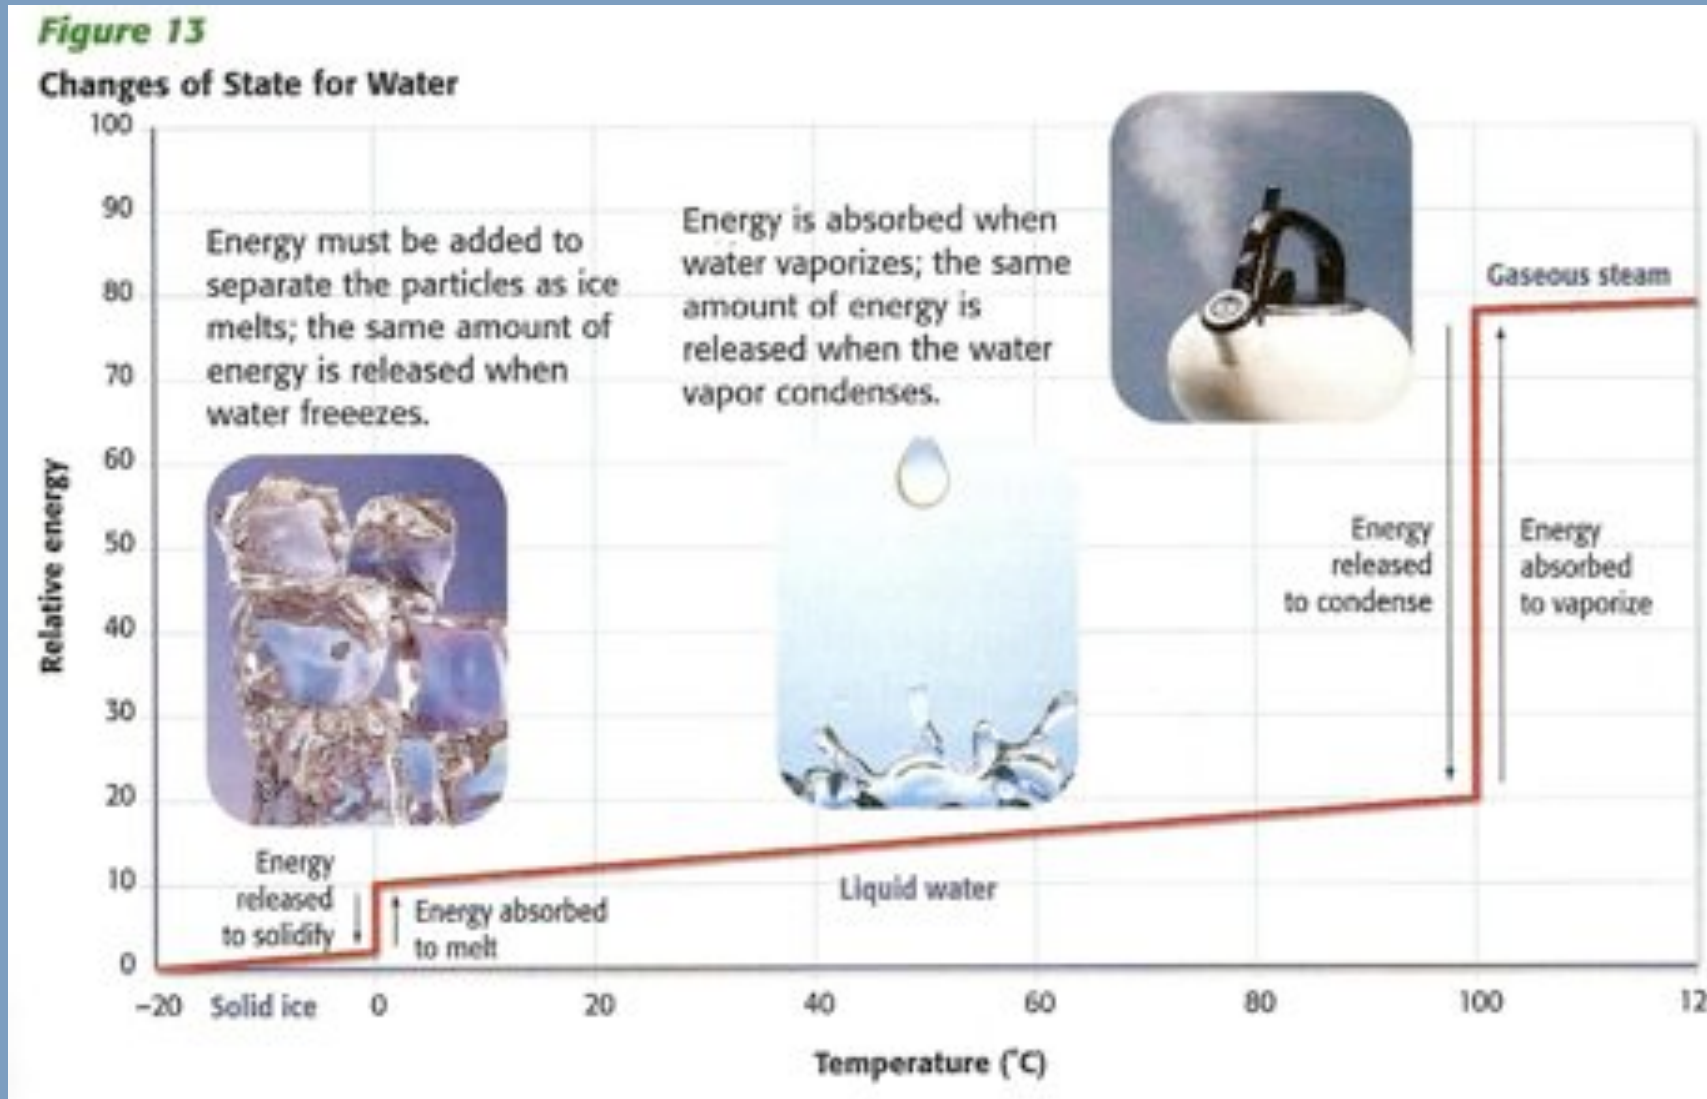 Figure 13
Changes of State for Water
100
90
80
70
60
50
40
30
20
10
0
Relative energy
Energy must be added to
separate the particles as ice
melts; the same amount of
energy is released when
water freeezes.
Energy is absorbed when
water vaporizes; the same
amount of energy is
released when the water
vapor condenses.
Gaseous steam
Energy
released
to condense
Energy
absorbed
to vaporize
Energy
released
to solidify
Energy absorbed
to melt
Liquid water
Solid ice
-20 0 20 40 60 80 100 12
Temperature (°C)